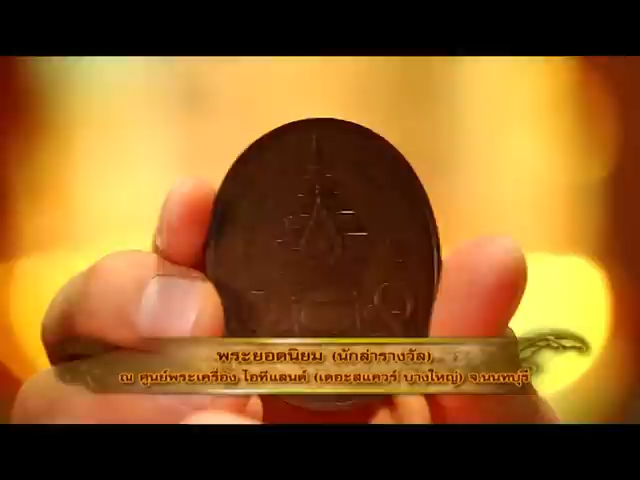 พระยอดนิยม (นักล่ารางวัล)
ณ ศูนย์พระเครื่อง ไอทีแลนด์ (เดอะสแควร์ บางใหญ่) จ.นนทบุรี